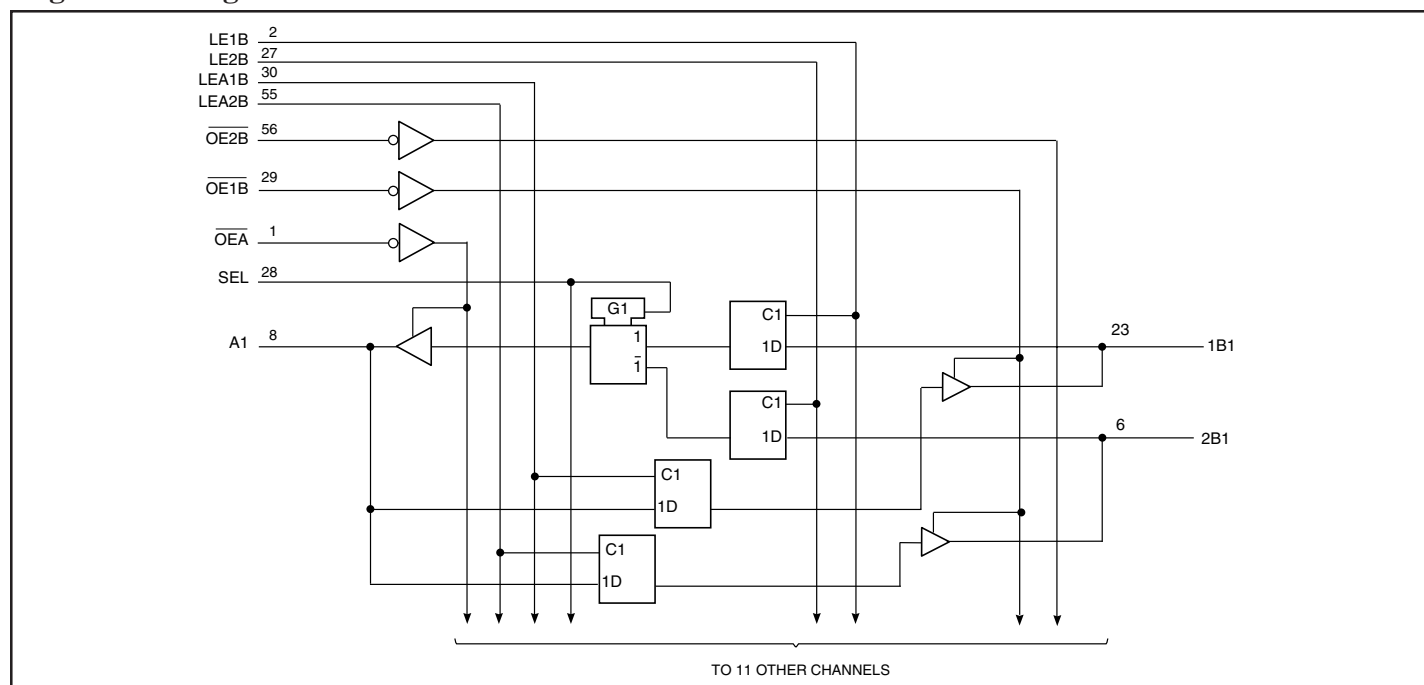 LE1B 2
LE2B 27
LEA1B 30
LEA2B 55
OE2B 56
OE1B 29
OEA 1
SEL 28
G1
A1 8
1
1
C1
1D
23
1B1
C1
1D
6
2B1
C1
1D
C1
1D
TO 11 OTHER CHANNELS